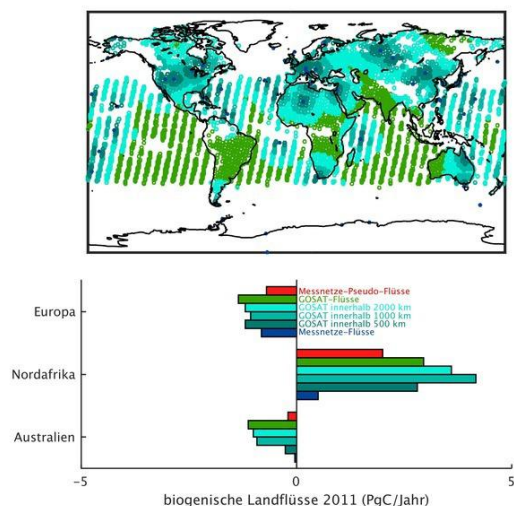 Europa
Messnetze-Pseudo-Flüsse
GOSAT-Flüsse
GOSAT innerhalb 2000 km
GOSAT innerhalb 1000 km
GOSAT innerhalb 500 km
Messnetze-Flüsse
Nordafrika
Australien
−5
0
5
biogenische Landflüsse 2011 (PgC/Jahr)